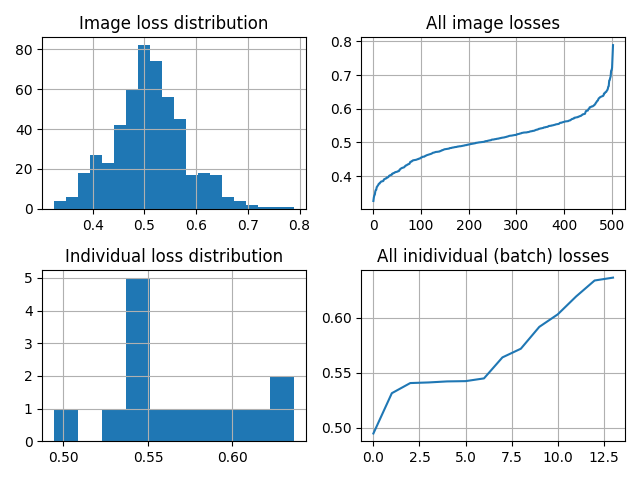 Image loss distribution
80
60
40
20
0
0.4 0.5 0.6 0.7 0.8
All image losses
0.8
0.7
0.6
0.5
0.4
0 100 200 300 400 500
Individual loss distribution
5
4
3
2
1
0
0.50 0.55 0.60
All inidividual (batch) losses
0.60
0.55
0.50
0.0 2.5 5.0 7.5 10.0 12.5